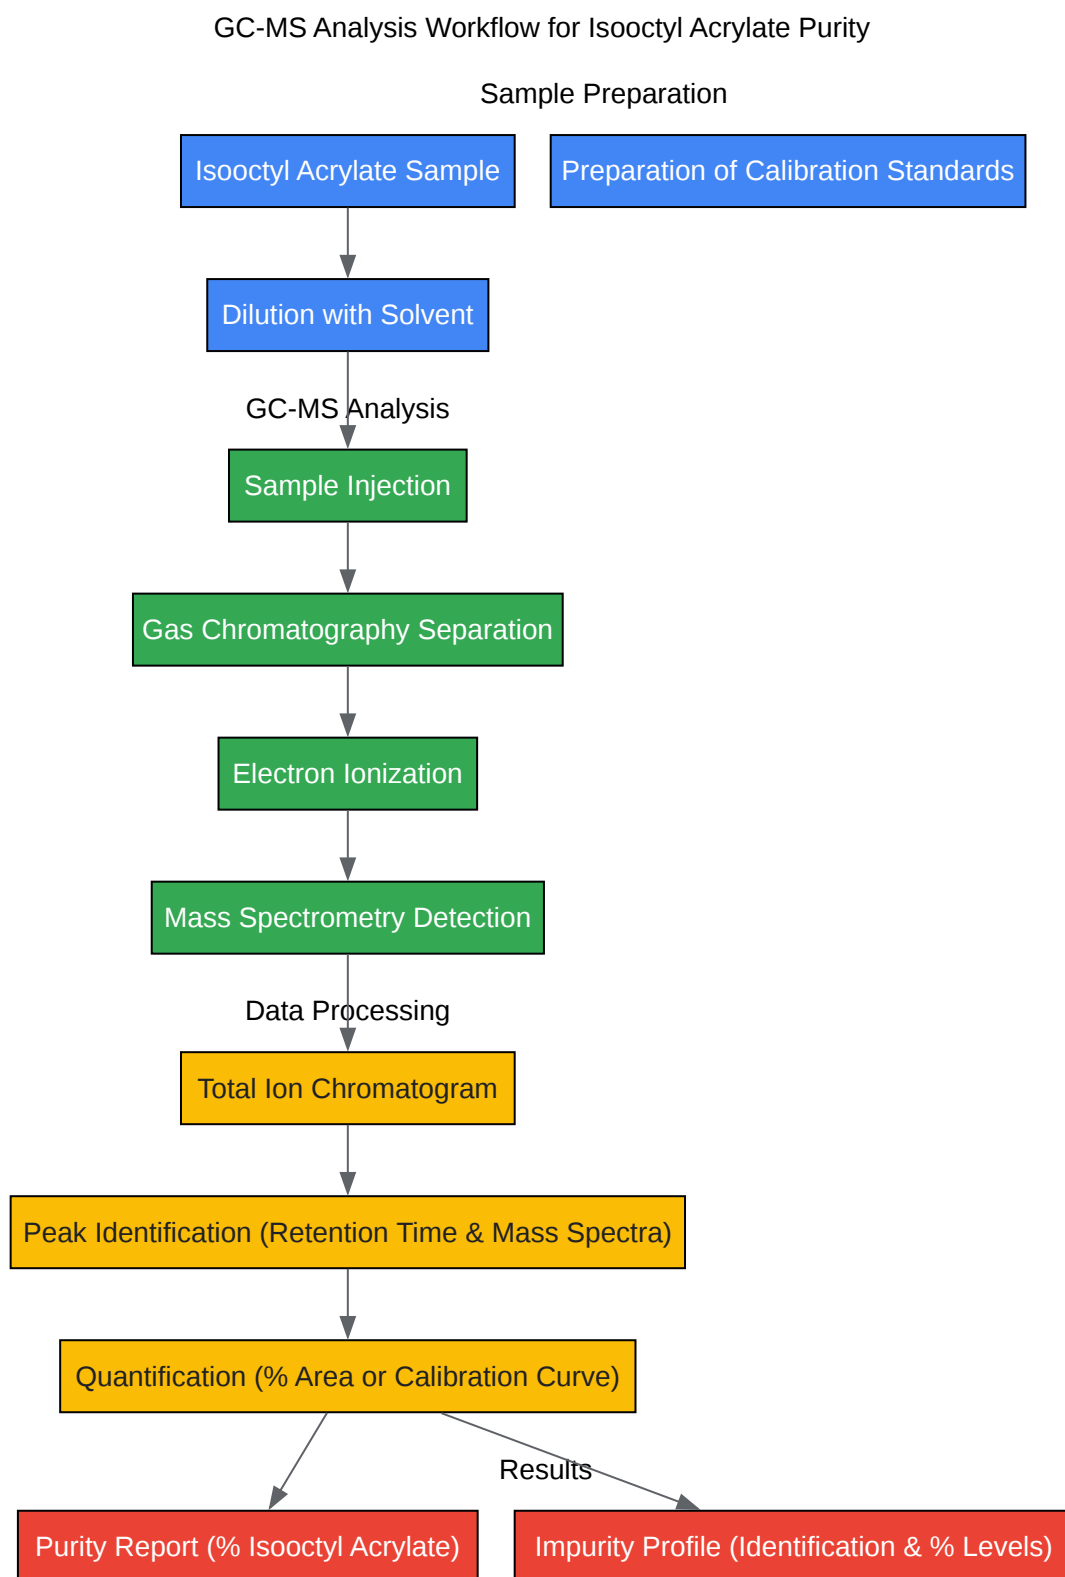 GC-MS Analysis Workflow for Isooctyl Acrylate Purity
Sample Preparation
Isooctyl Acrylate Sample
Preparation of Calibration Standards
Dilution with Solvent
GC-MS Analysis
Sample Injection
Gas Chromatography Separation
Electron Ionization
Mass Spectrometry Detection
Data Processing
Total Ion Chromatogram
Peak Identification (Retention Time & Mass Spectra)
Quantification (% Area or Calibration Curve)
Results
Purity Report (% Isooctyl Acrylate)
Impurity Profile (Identification & % Levels)